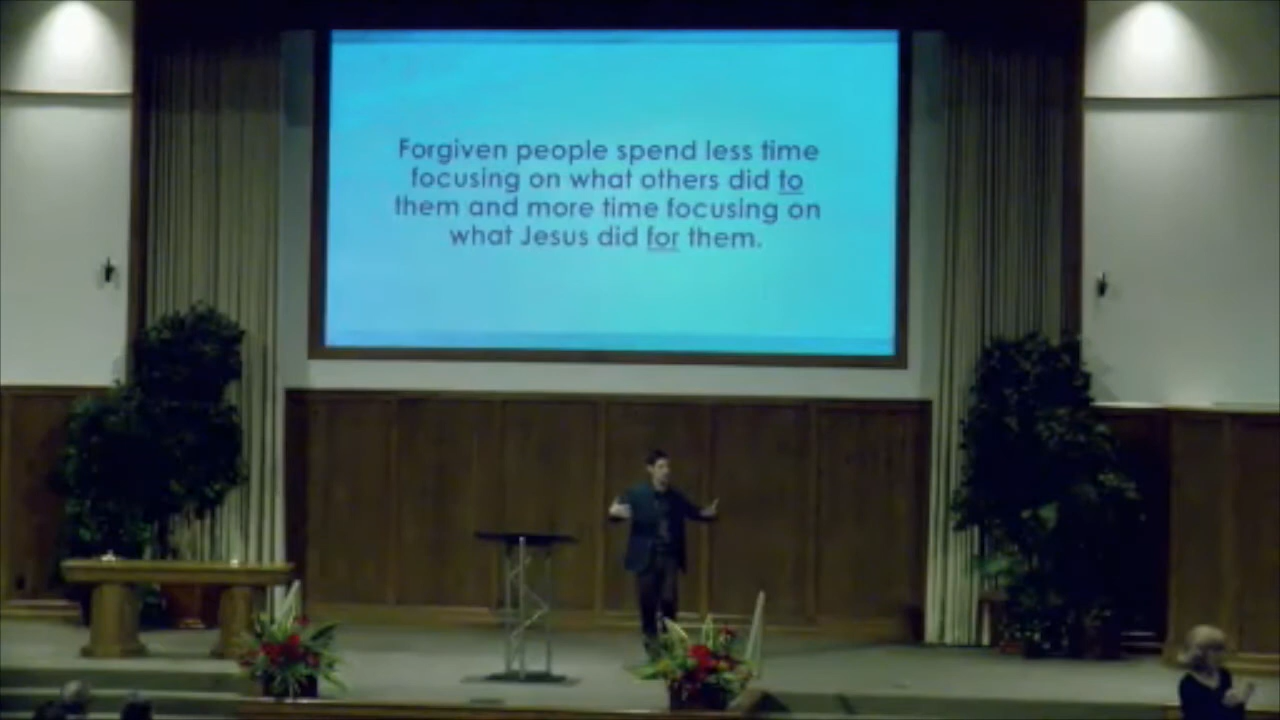 Forgiven people spend less time
focusing on what others did to
them and more time focusing on
what Jesus did for them.